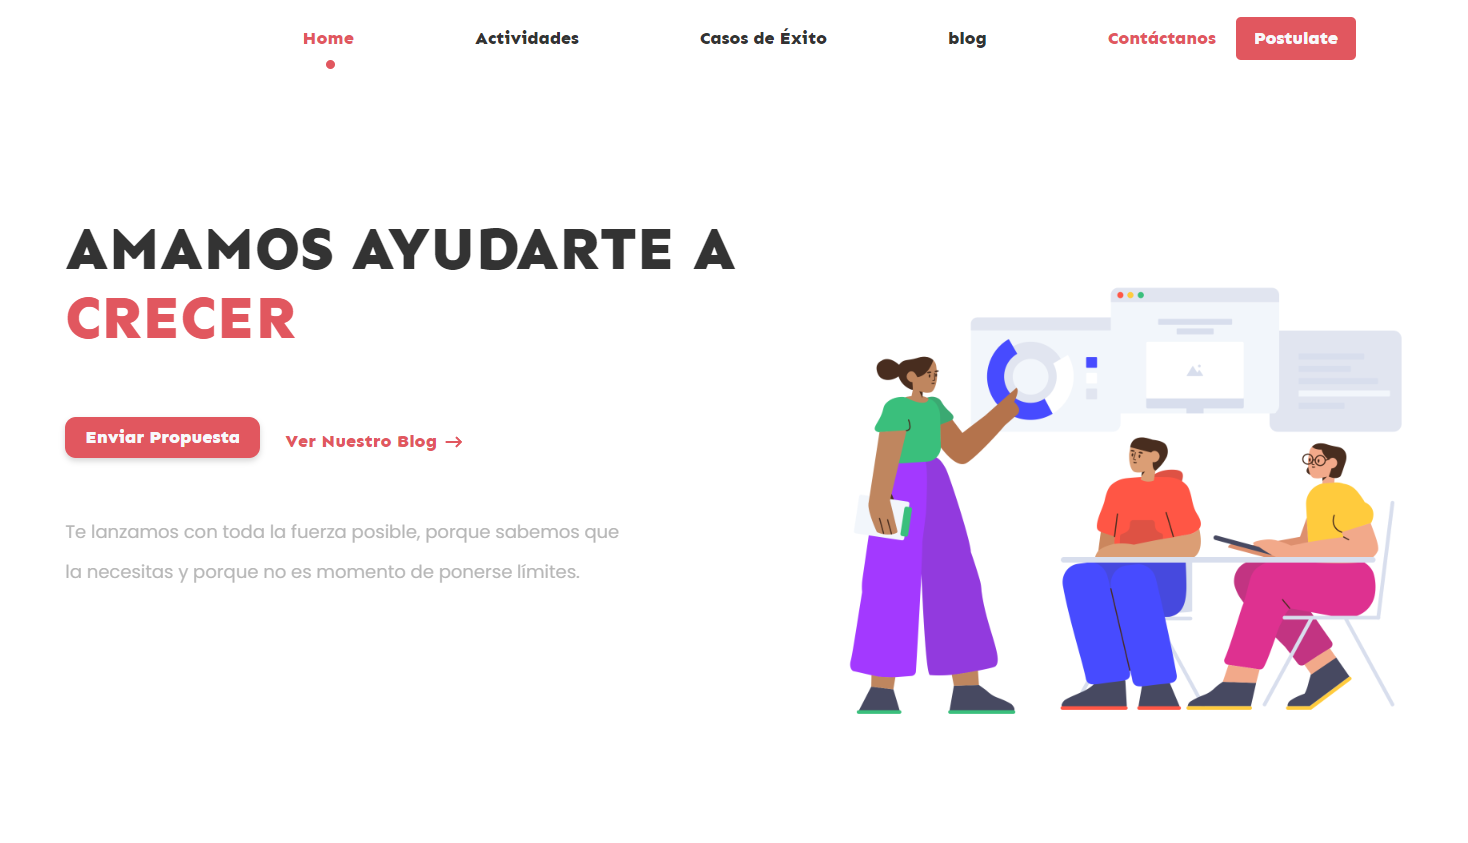 Home Actividades Casos de Éxito blog Contáctanos Postulate
AMAMOS AYUDARTE A
CRECER
Enviar Propuesta Ver Nuestro Blog →
Te lanzamos con toda la fuerza posible, porque sabemos que
la necesitas y porque no es momento de ponerse límites.